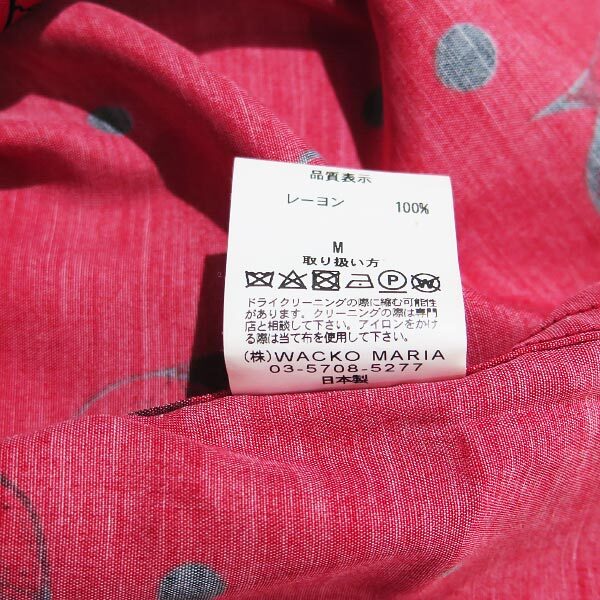 品質表示
レーヨン 100%
M
取り扱い方
P W
ドライクリーニングの際に縮む可能性
があります。クリーニングの際は専門
店と相談して下さい。アイロンをかけ
る際は当て布を使用して下さい。
(株)WACKO MARIA
03-5708-5277
日本製